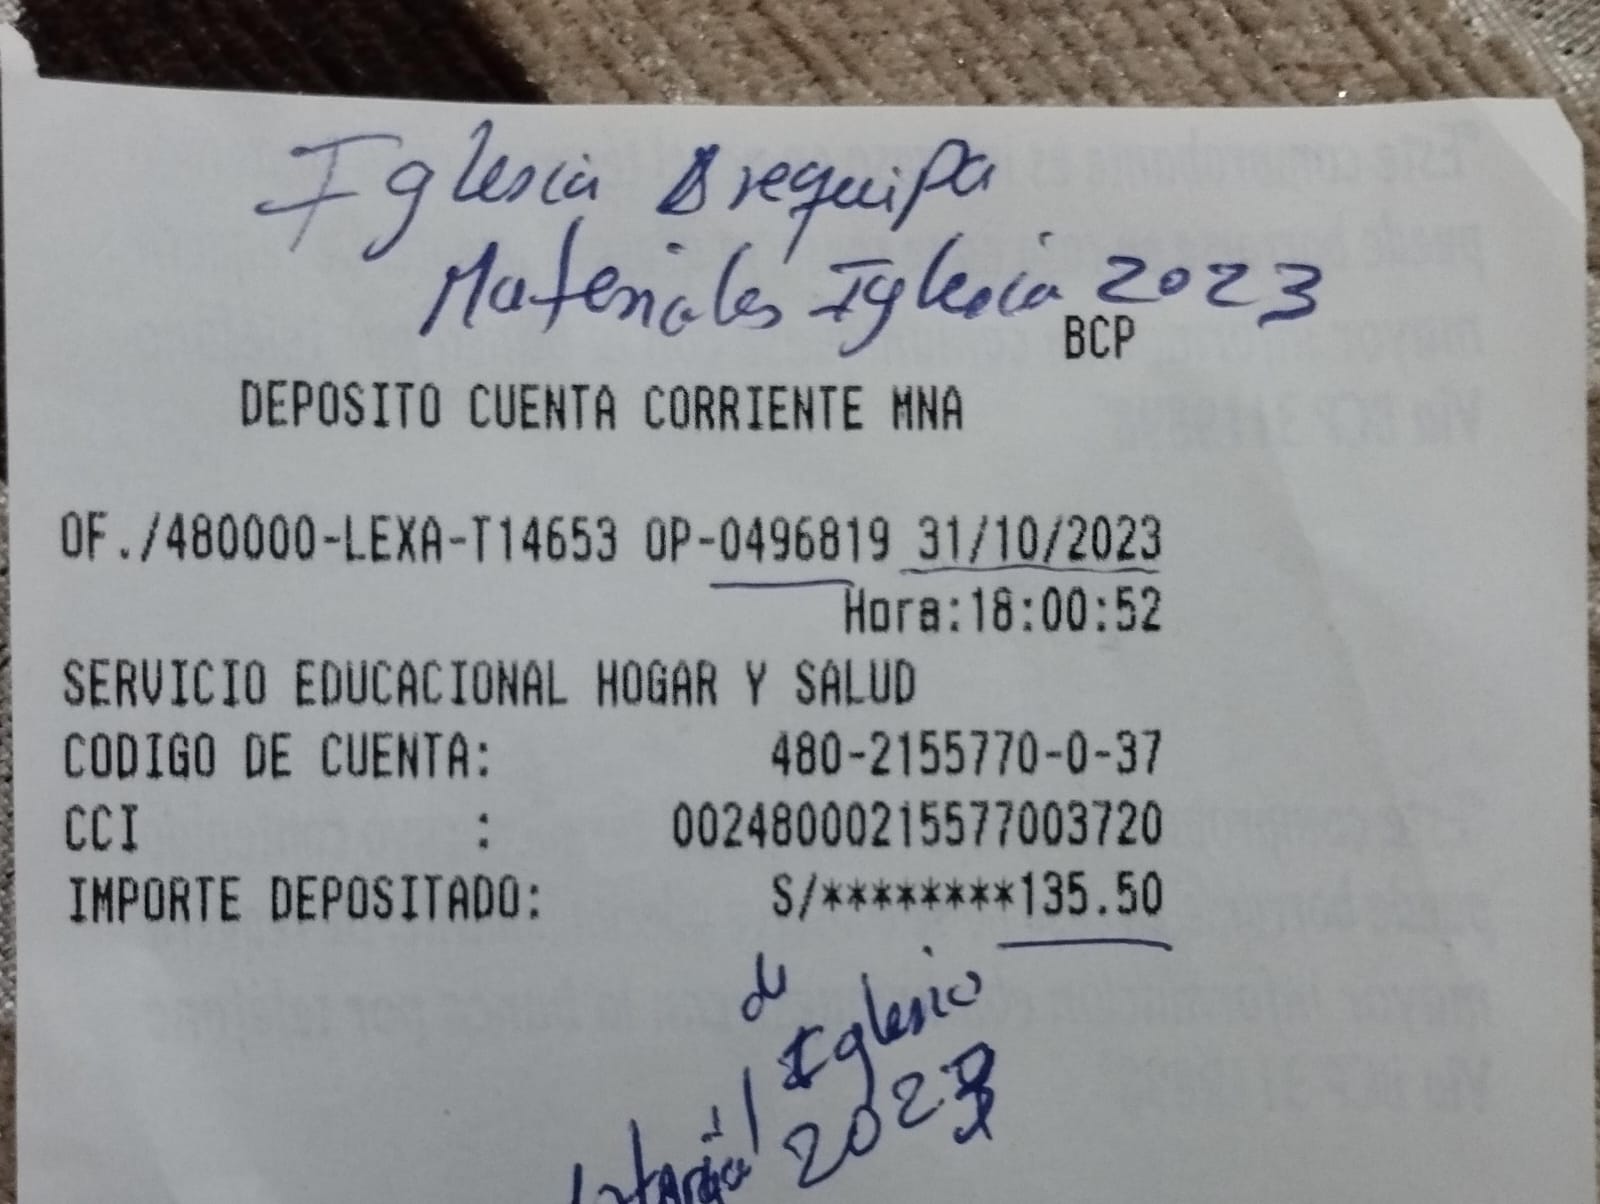 Iglesia Arequipa
Materiales Iglesia 2023
BCP
DEPOSITO CUENTA CORRIENTE MNA
OF./480000-LEXA-T14653 OP-0496819 31/10/2023
Hora:18:00:52
SERVICIO EDUCACIONAL HOGAR Y SALUD
CODIGO DE CUENTA: 480-2155770-0-37
CCI : 00248000215577003720
IMPORTE DEPOSITADO: S/********135.50
de
Iglesia
2023